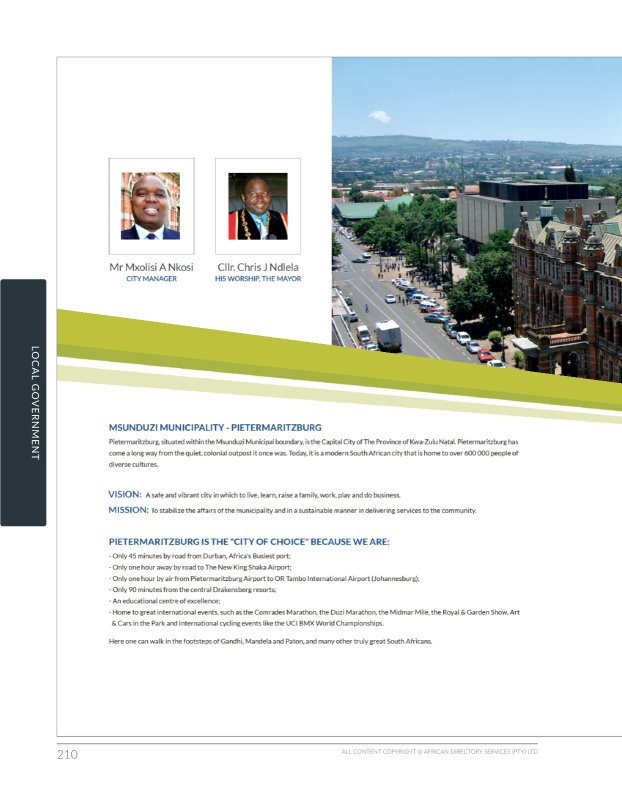 Mr Mxolisi A Nkosi
CITY MANAGER
Cllr. Chris J Ndlela
HIS WORSHIP, THE MAYOR
LOCAL GOVERNMENT
MSUNDUZI MUNICIPALITY - PIETERMARITZBURG
Pietermaritzburg, situated within the Msunduzi Municipal boundary, is the Capital City of The Province of Kwa-Zulu Natal. Pietermaritzburg has
come a long way from the quiet, colonial outpost it once was. Today, it is a modern South African city that is home to over 600 000 people of
diverse cultures.
VISION: A safe and vibrant city in which to live, learn, raise a family, work, play and do business.
MISSION: To stabilize the affairs of the municipality and in a sustainable manner in delivering services to the community.
PIETERMARITZBURG IS THE "CITY OF CHOICE" BECAUSE WE ARE:
- Only 45 minutes by road from Durban, Africa's Busiest port;
- Only one hour away by road to The New King Shaka Airport;
- Only one hour by air from Pietermaritzburg Airport to OR Tambo International Airport (Johannesburg);
- Only 90 minutes from the central Drakensberg resorts;
- An educational centre of excellence;
- Home to great international events, such as the Comrades Marathon, the Duzi Marathon, the Midmar Mile, the Royal & Garden Show, Art
& Cars in the Park and International cycling events like the UCI BMX World Championships.
Here one can walk in the footsteps of Gandhi, Mandela and Paton, and many other truly great South Africans.
210
ALL CONTENT COPYRIGHT @ AFRICAN DIRECTORY SERVICES (PTY) LTD